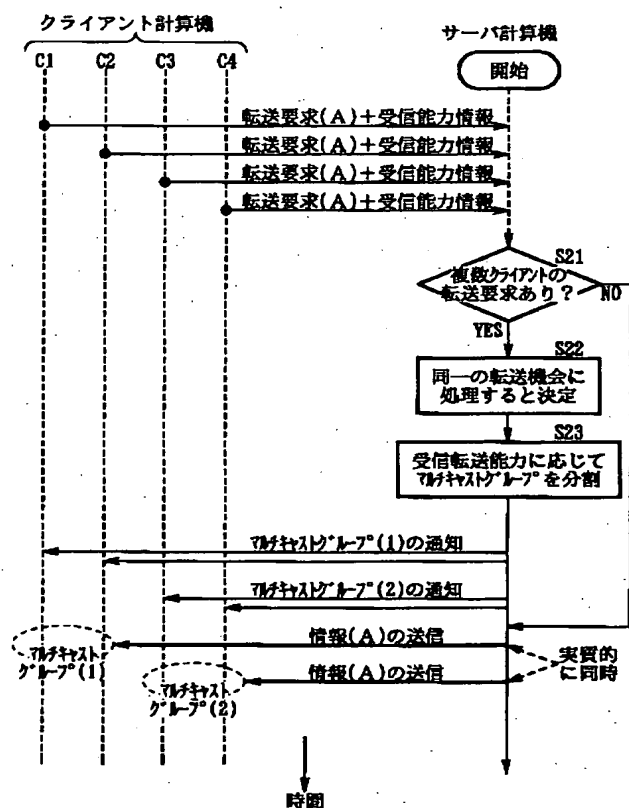 クライアント計算機
サーバ計算機
C1 C2 C3 C4
開始
転送要求(A)+受信能力情報
転送要求(A)+受信能力情報
転送要求(A)+受信能力情報
転送要求(A)+受信能力情報
S21
複数クライアントの
転送要求あり?
NO
YES
S22
同一の転送機会に
処理すると決定
S23
受信転送能力に応じて
マルチキャストグループを分割
マルチキャストグループ(1)の通知
マルチキャストグループ(2)の通知
情報(A)の送信
マルチキャスト
グループ(1)
実質的
に同時
情報(A)の送信
マルチキャスト
グループ(2)
時間